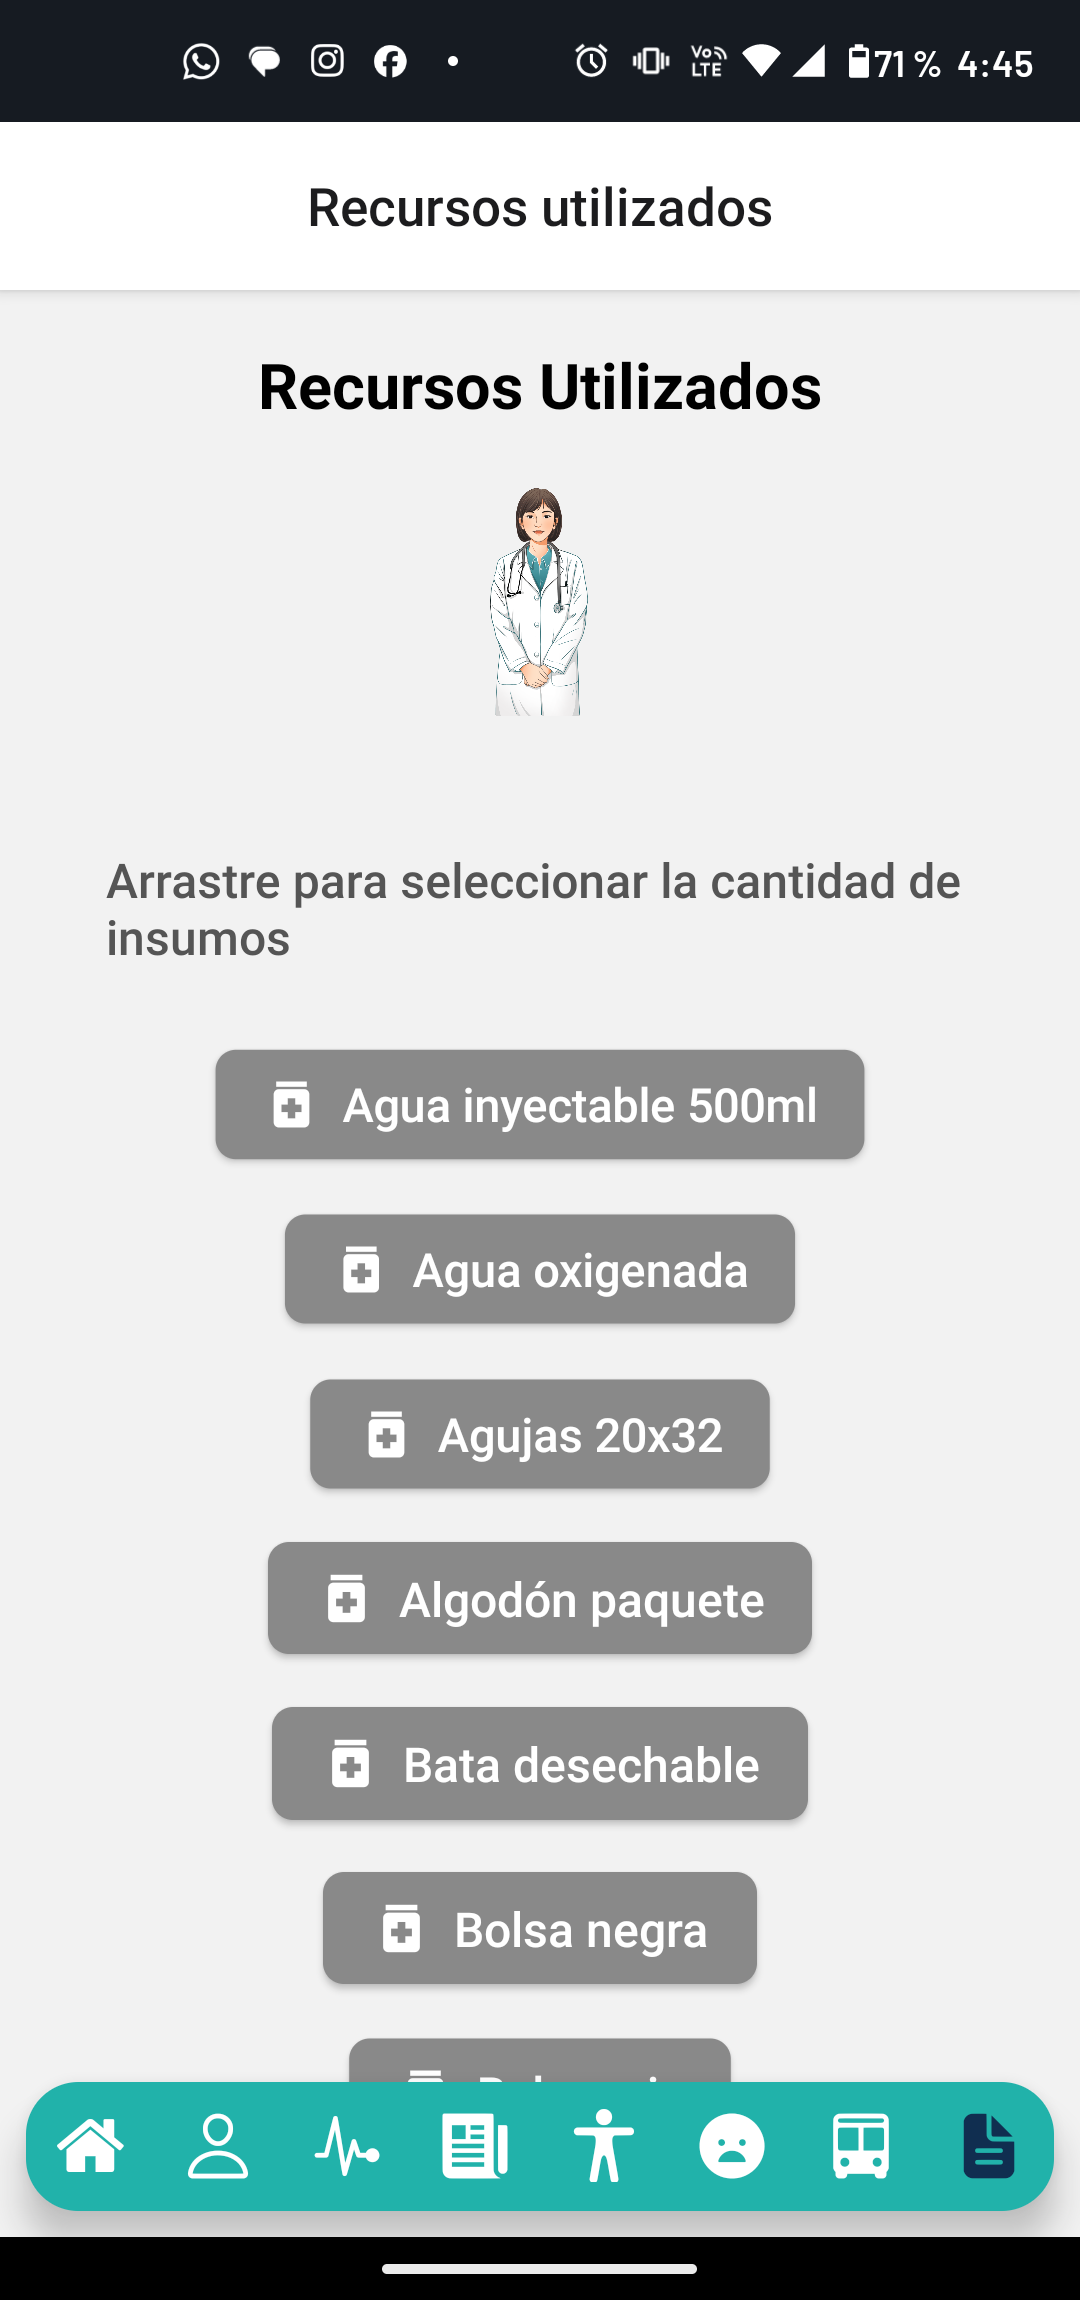 Vo
LTE
71 % 4:45
Recursos utilizados
Recursos Utilizados
Arrastre para seleccionar la cantidad de
insumos
Agua inyectable 500ml
Agua oxigenada
Agujas 20x32
Algodón paquete
Bata desechable
Bolsa negra